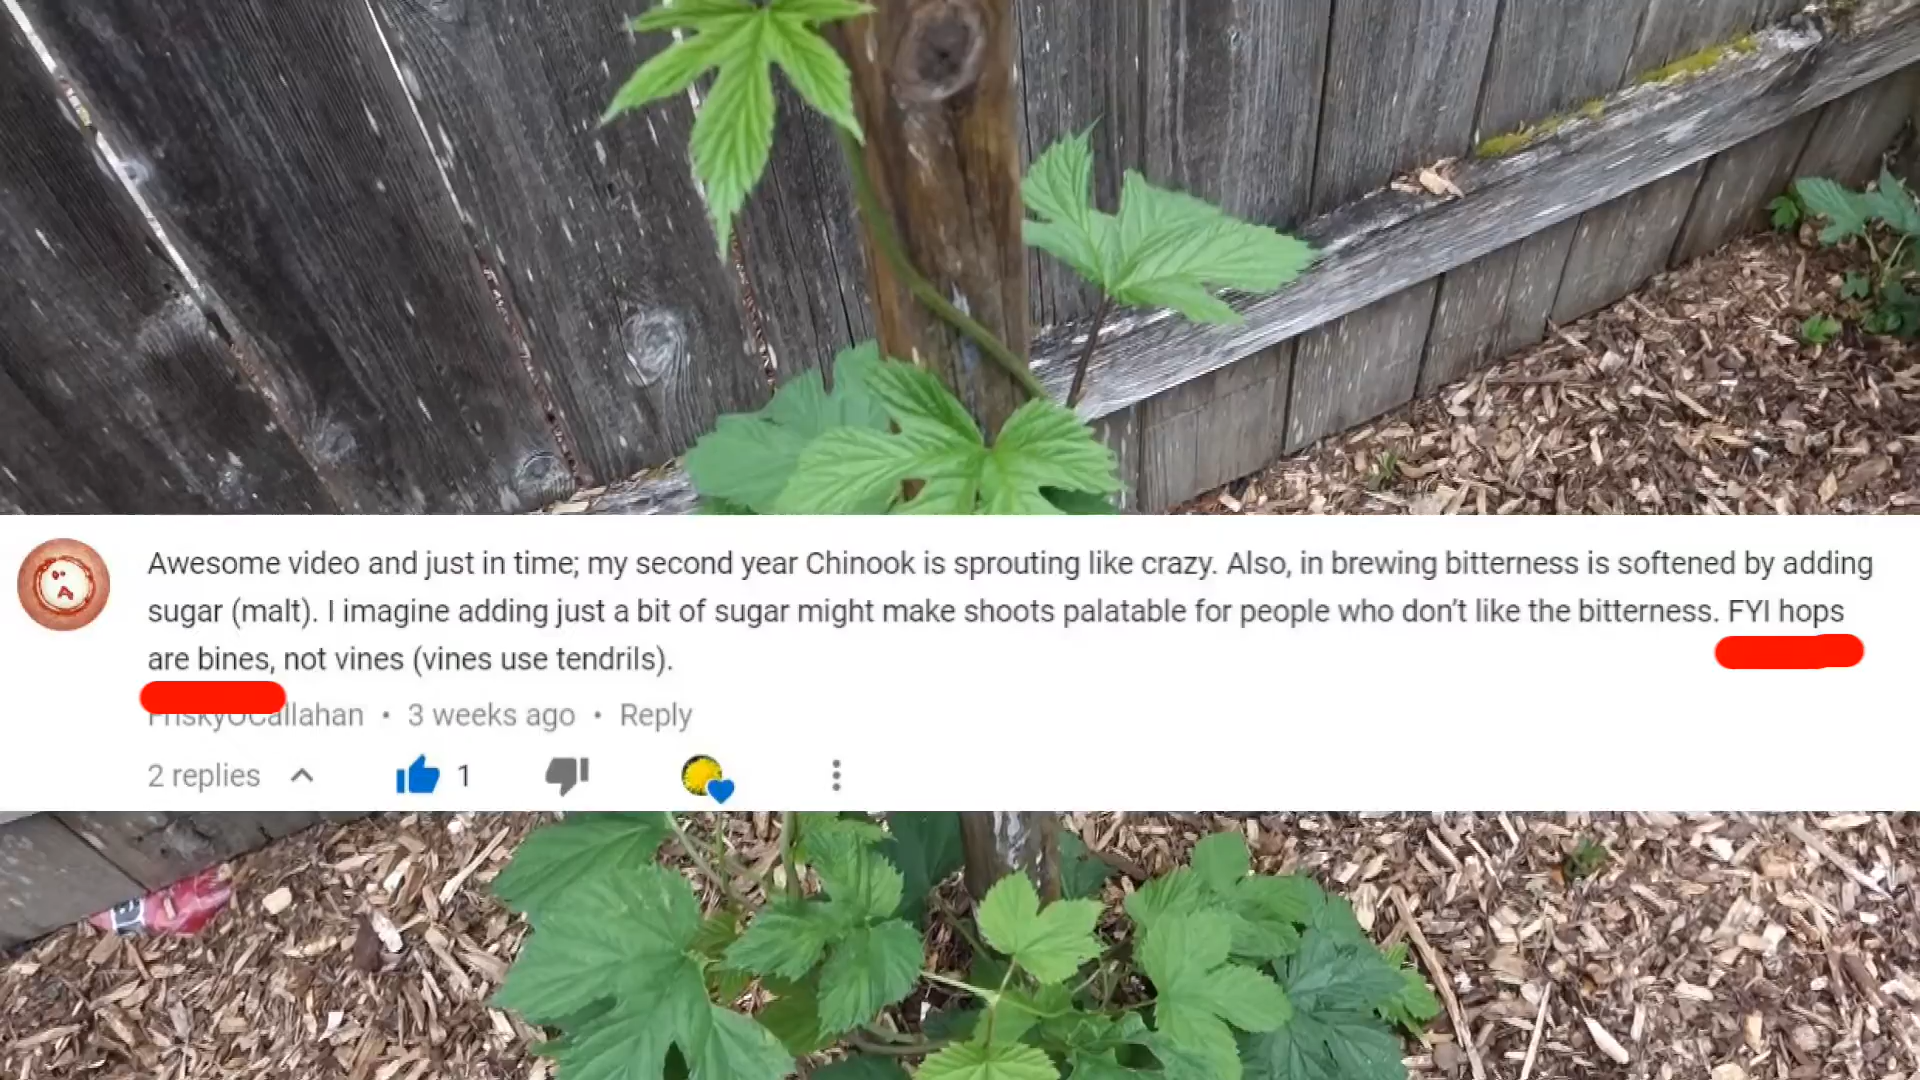 Awesome video and just in time; my second year Chinook is sprouting like crazy. Also, in brewing bitterness is softened by adding
sugar (malt). I imagine adding just a bit of sugar might make shoots palatable for people who don’t like the bitterness. FYI hops
are bines, not vines (vines use tendrils).
FriskyOCallahan • 3 weeks ago • Reply
2 replies 1